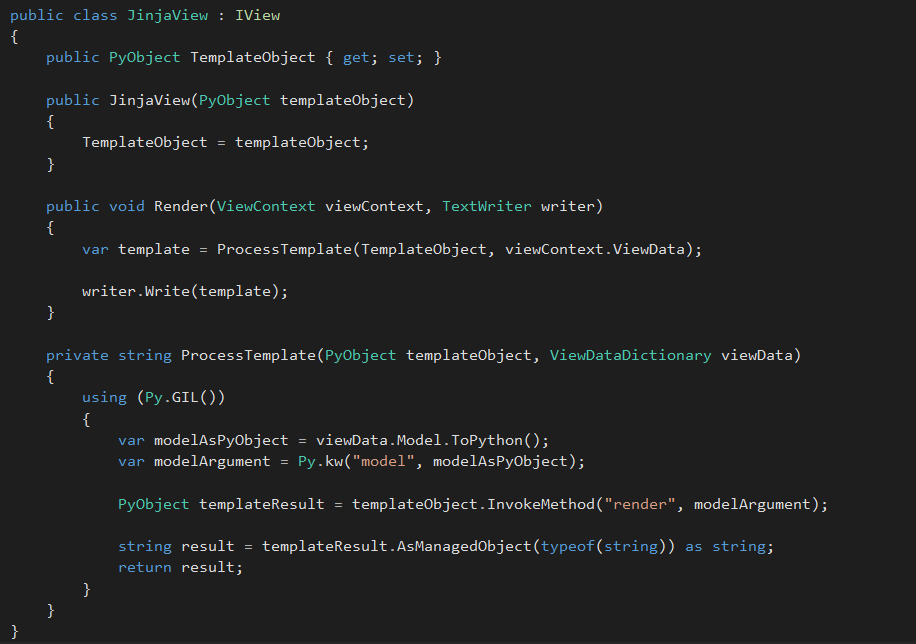 public class JinjaView : IView
{
    public PyObject TemplateObject { get; set; }

    public JinjaView(PyObject templateObject)
    {
        TemplateObject = templateObject;
    }

    public void Render(ViewContext viewContext, TextWriter writer)
    {
        var template = ProcessTemplate(TemplateObject, viewContext.ViewData);

        writer.Write(template);
    }

    private string ProcessTemplate(PyObject templateObject, ViewDataDictionary viewData)
    {
        using (Py.GIL())
        {
            var modelAsPyObject = viewData.Model.ToPython();
            var modelArgument = Py.kw("model", modelAsPyObject);

            PyObject templateResult = templateObject.InvokeMethod("render", modelArgument);

            string result = templateResult.AsManagedObject(typeof(string)) as string;
            return result;
        }
    }
}